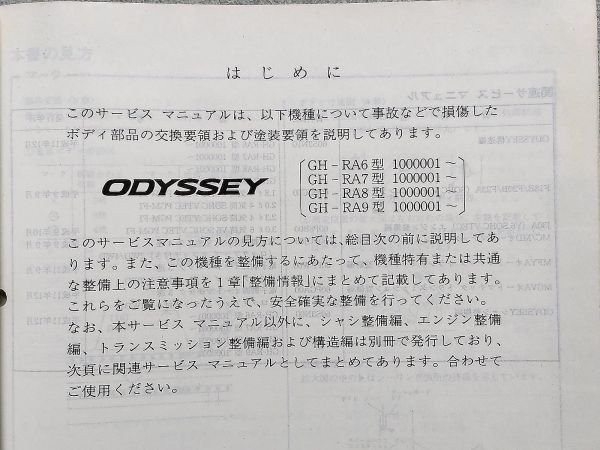 はじめに
このサービス マニュアルは、以下機種について事故などで損傷した
ボディ部品の交換要領および塗装要領を説明してあります。
ODYSSEY
GH－RA6型 1000001～
GH－RA7型 1000001～
GH－RA8型 1000001～
GH－RA9型 1000001～
このサービスマニュアルの見方については、総目次の前に説明してあ
ります。また、この機種を整備するにあたって、機種特有または共通
な整備上の注意事項を1章「整備情報」にまとめて記載してあります。
これらをご覧になったうえで、安全確実な整備を行ってください。
なお、本サービス マニュアル以外に、シャシ整備編、エンジン整備
編、トランスミッション整備編および構造編は別冊で発行しており、
次頁に関連サービス マニュアルとしてまとめてあります。合わせて
ご使用ください。